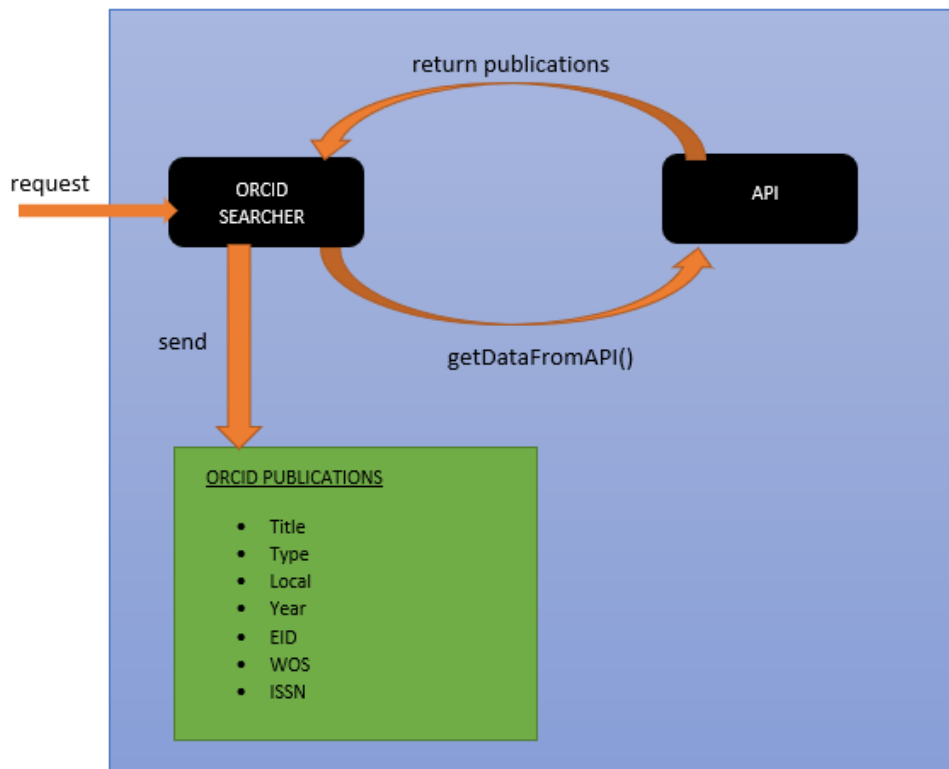 return publications
request
ORCID
SEARCHER
API
send
getDataFromAPI()
ORCID PUBLICATIONS
• Title
• Type
• Local
• Year
• EID
• WOS
• ISSN